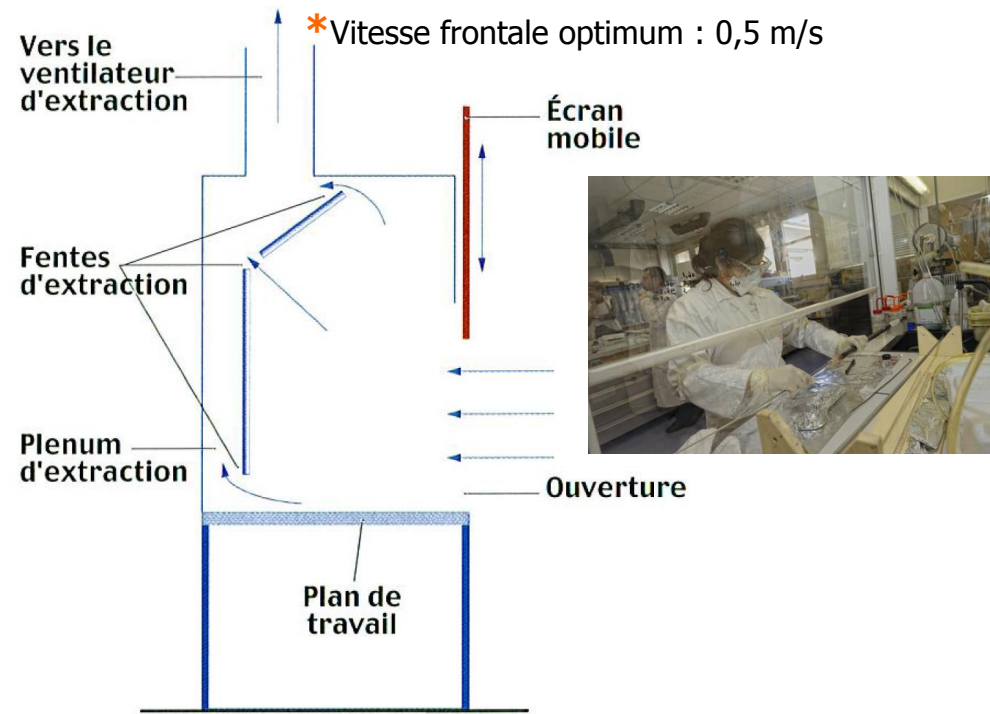 *Vitesse frontale optimum : 0,5 m/s
Vers le
ventilateur
d'extraction
Écran
mobile
Fentes
d'extraction
Plenum
d'extraction
Ouverture
Plan de
travail